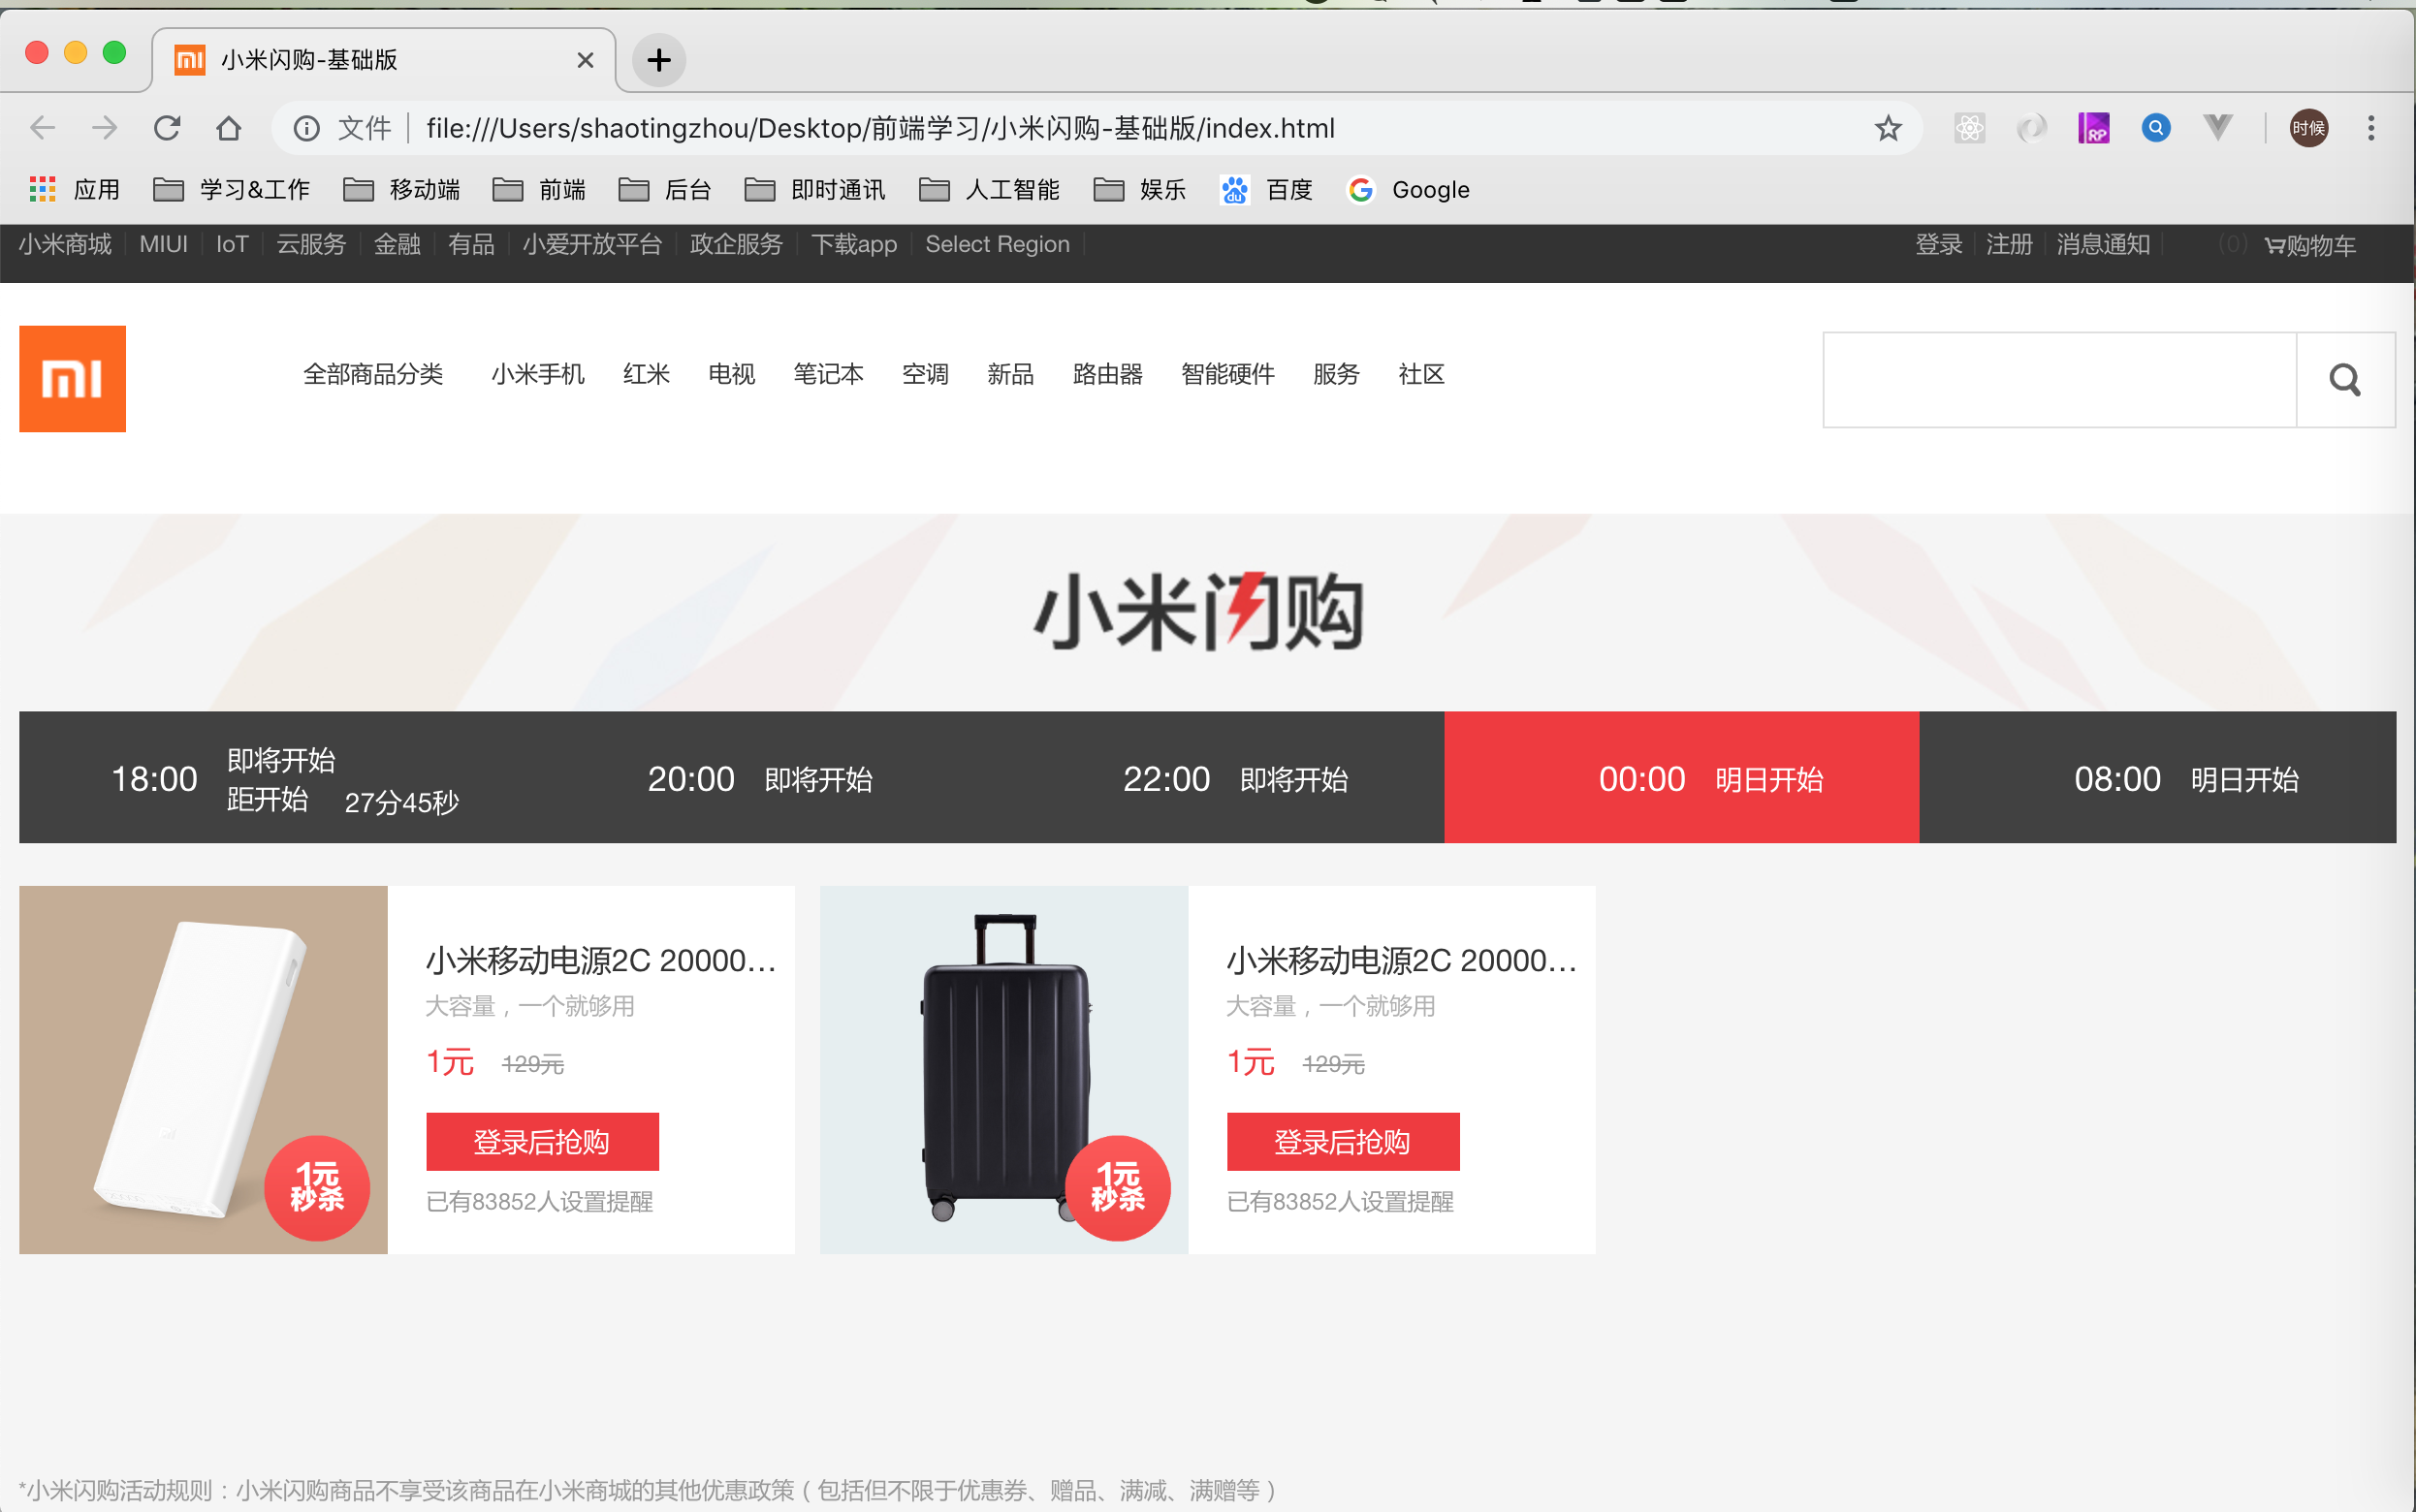 小米闪购-基础版
文件 file:///Users/shaotingzhou/Desktop/前端学习/小米闪购-基础版/index.html
RP
时候
应用 学习&工作 移动端 前端 后台 即时通讯 人工智能 娱乐 百度 Google
小米商城 MIUI IoT 云服务 金融 有品 小爱开放平台 政企服务 下载app Select Region 登录 注册 消息通知 (0) 购物车
全部商品分类 小米手机 红米 电视 笔记本 空调 新品 路由器 智能硬件 服务 社区
小米闪购
18:00 即将开始
距开始 27分45秒
20:00 即将开始
22:00 即将开始
00:00 明日开始
08:00 明日开始
小米移动电源2C 20000...
大容量，一个就够用
1元 129元
登录后抢购
已有83852人设置提醒
1元
秒杀
小米移动电源2C 20000...
大容量，一个就够用
1元 129元
登录后抢购
已有83852人设置提醒
1元
秒杀
*小米闪购活动规则：小米闪购商品不享受该商品在小米商城的其他优惠政策（包括但不限于优惠券、赠品、满减、满赠等）